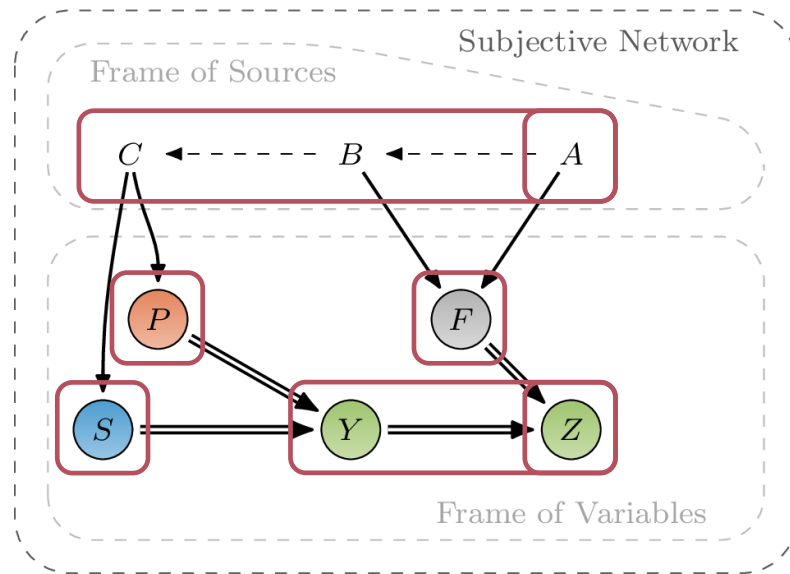 Subjective Network
Frame of Sources
C B A
P F
S Y Z
Frame of Variables